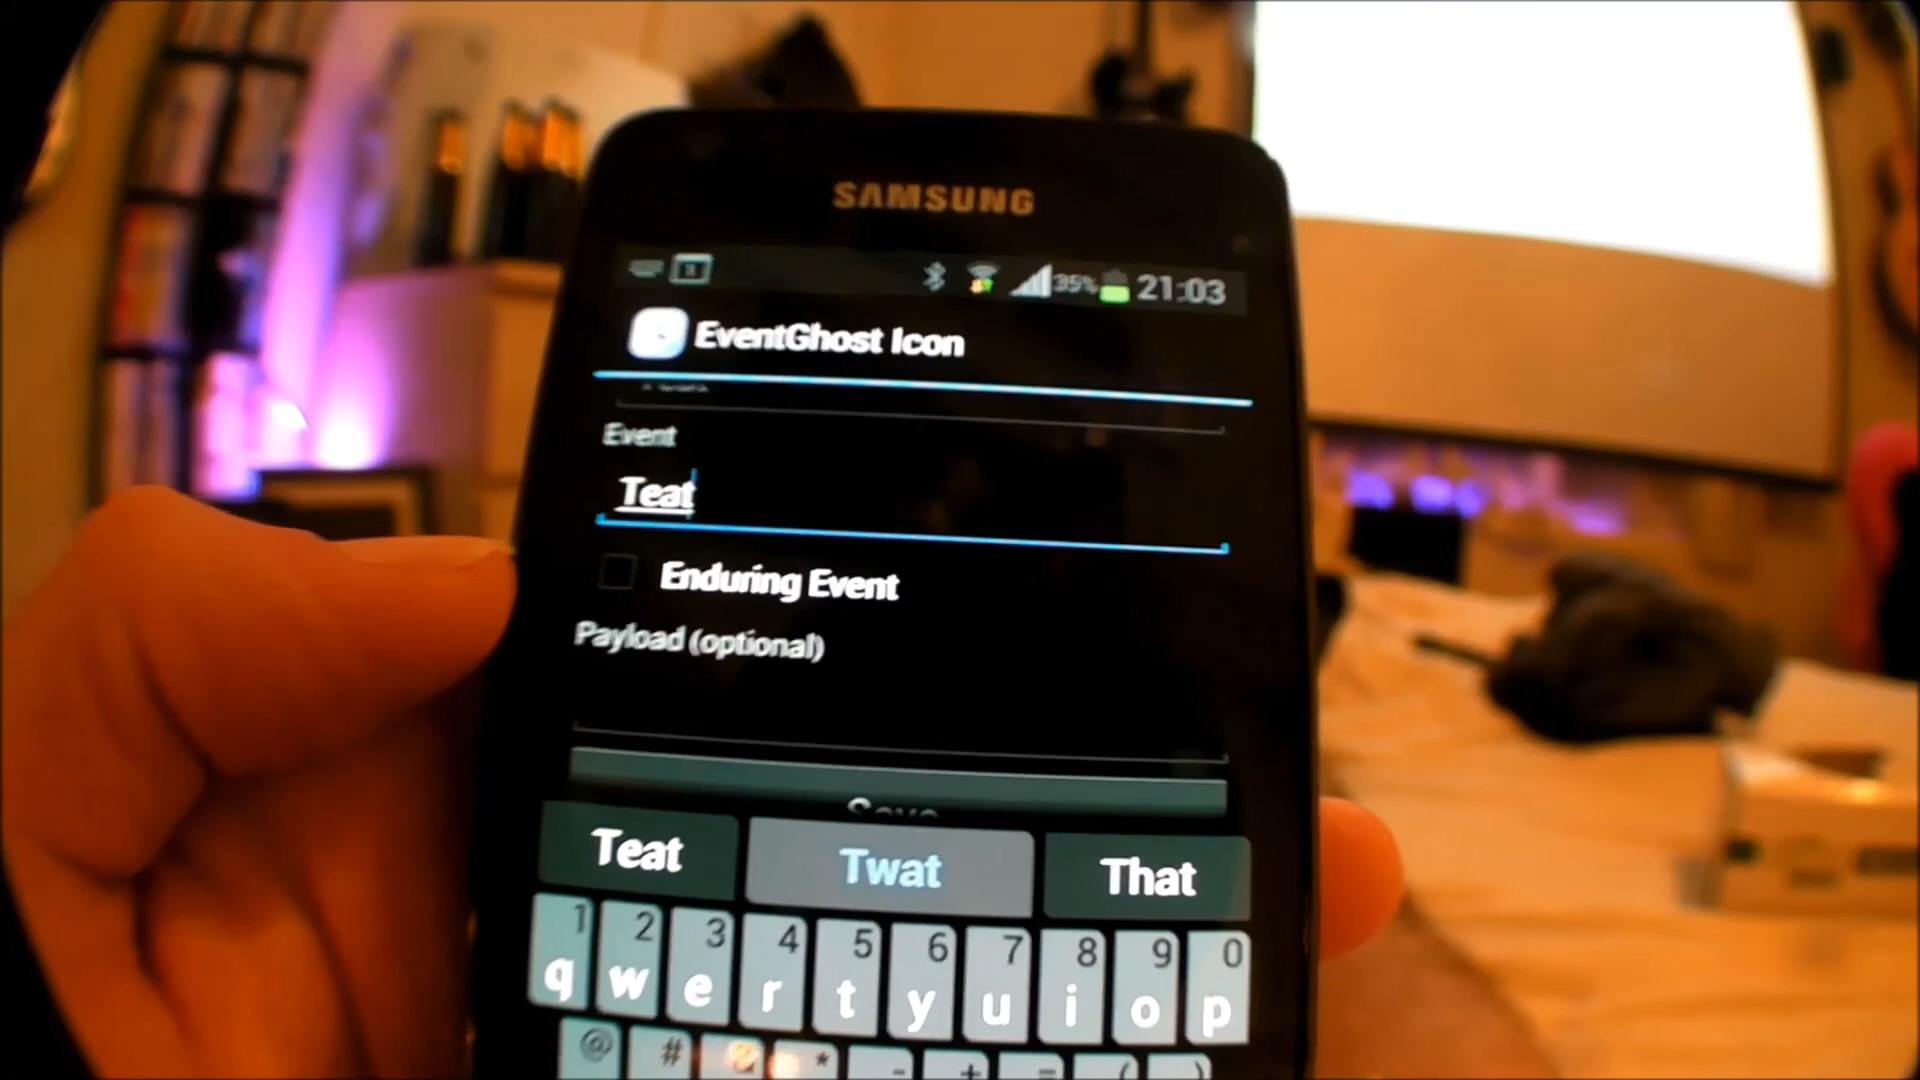 SAMSUNG
35% 21:03
EventGhost Icon
Event
Teat
Enduring Event
Payload (optional)
Save
Teat Twat That
1 2 3 4 5 6 7 8 9 0
q w e r t y u i o p
@ # * - + = ( )